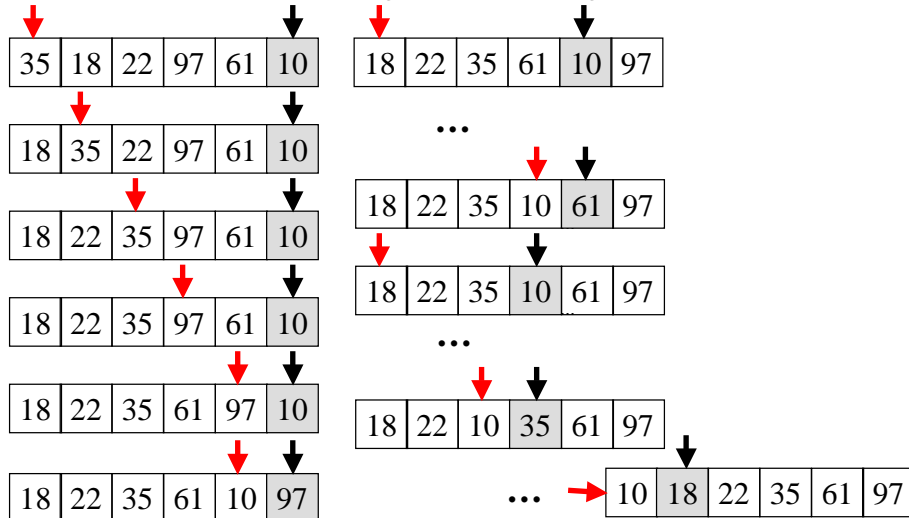 35 18 22 97 61 10
18 35 22 97 61 10
18 22 35 97 61 10
18 22 35 97 61 10
18 22 35 61 97 10
18 22 35 61 10 97
18 22 35 61 10 97
...
18 22 35 10 61 97
18 22 35 10 61 97
...
...
18 22 10 35 61 97
... 10 18 22 35 61 97